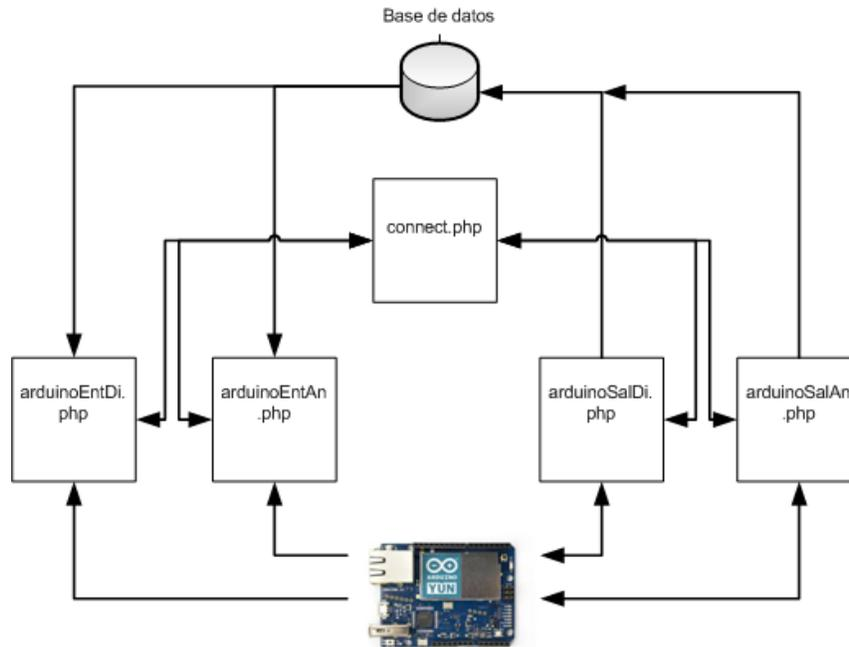 Base de datos
connect.php
arduinoEntDi.
php
arduinoEntAn
.php
arduinoSalDi.
php
arduinoSalAn
.php
ARDUINO
YUN